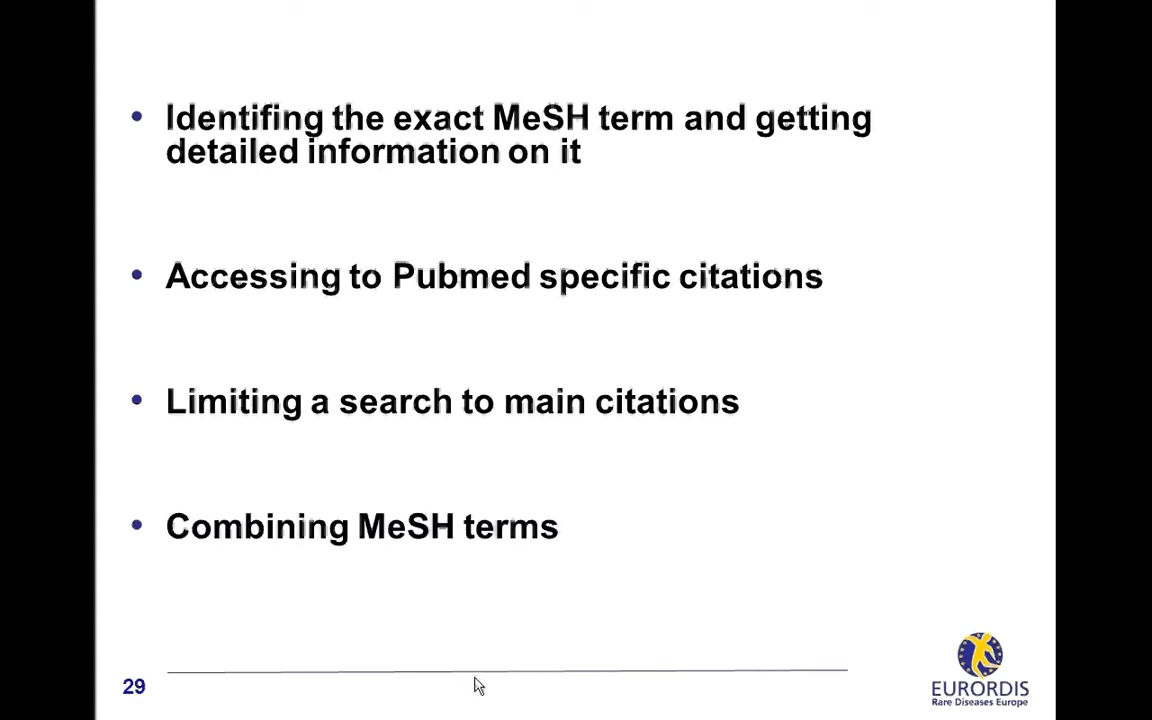 • Identifing the exact MeSH term and getting
detailed information on it
• Accessing to Pubmed specific citations
• Limiting a search to main citations
• Combining MeSH terms
29
EURORDIS
Rare Diseases Europe